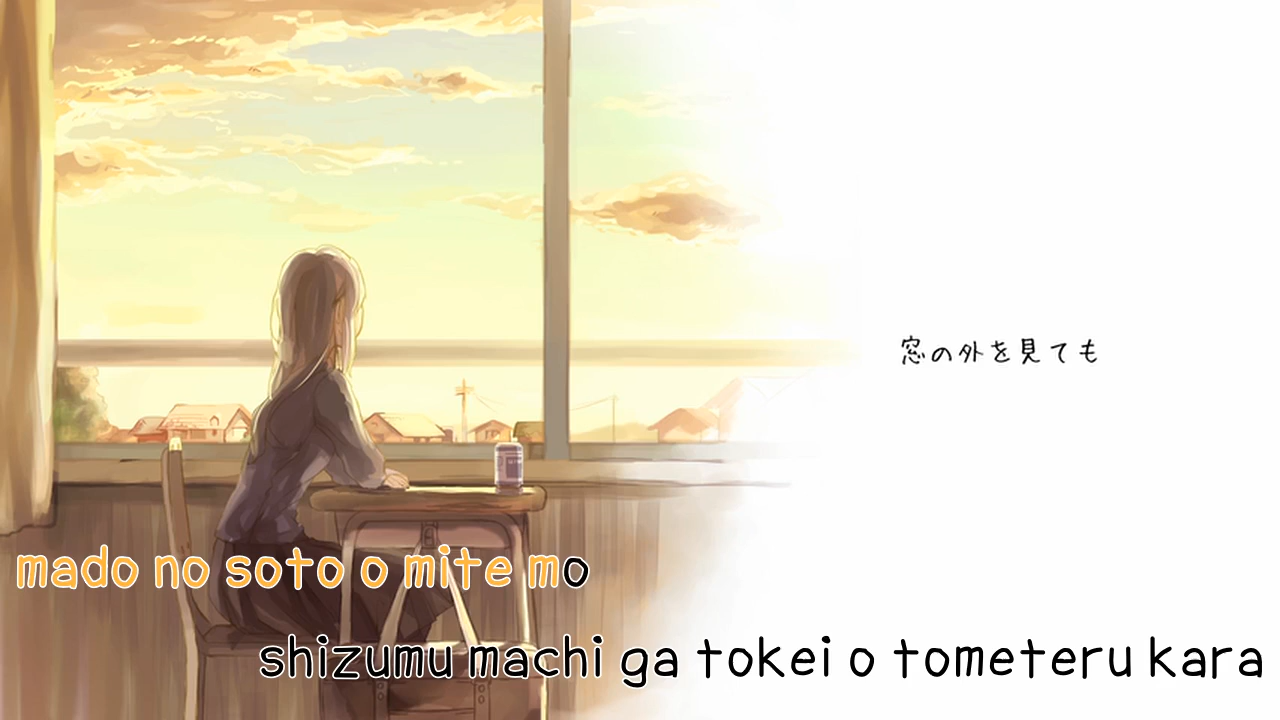 窓の外を見ても
mado no soto o mite mo
shizumu machi ga tokei o tometeru kara